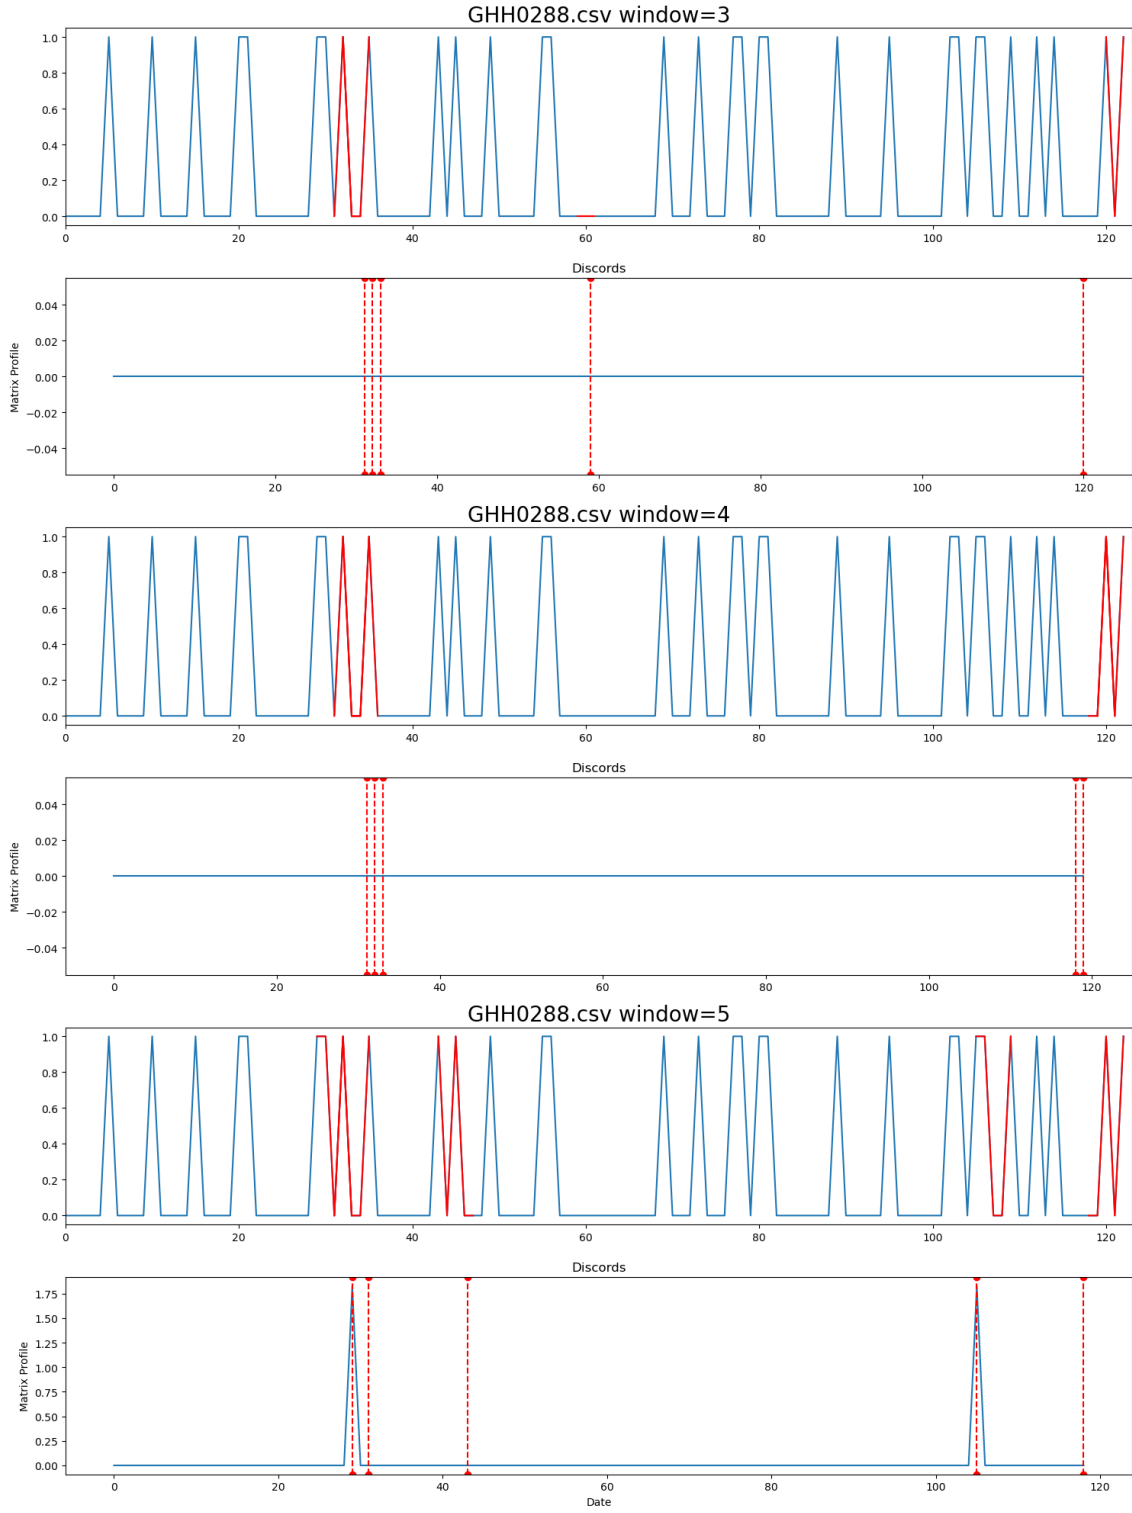 GHH0288.csv window=3
1.0
0.8
0.6
0.4
0.2
0.0
0 20 40 60 80 100 120
Discords
Matrix Profile
0.04
0.02
0.00
−0.02
−0.04
0 20 40 60 80 100 120
GHH0288.csv window=4
1.0
0.8
0.6
0.4
0.2
0.0
0 20 40 60 80 100 120
Discords
Matrix Profile
0.04
0.02
0.00
−0.02
−0.04
0 20 40 60 80 100 120
GHH0288.csv window=5
1.0
0.8
0.6
0.4
0.2
0.0
0 20 40 60 80 100 120
Discords
Matrix Profile
1.75
1.50
1.25
1.00
0.75
0.50
0.25
0.00
0 20 40 60 80 100 120
Date